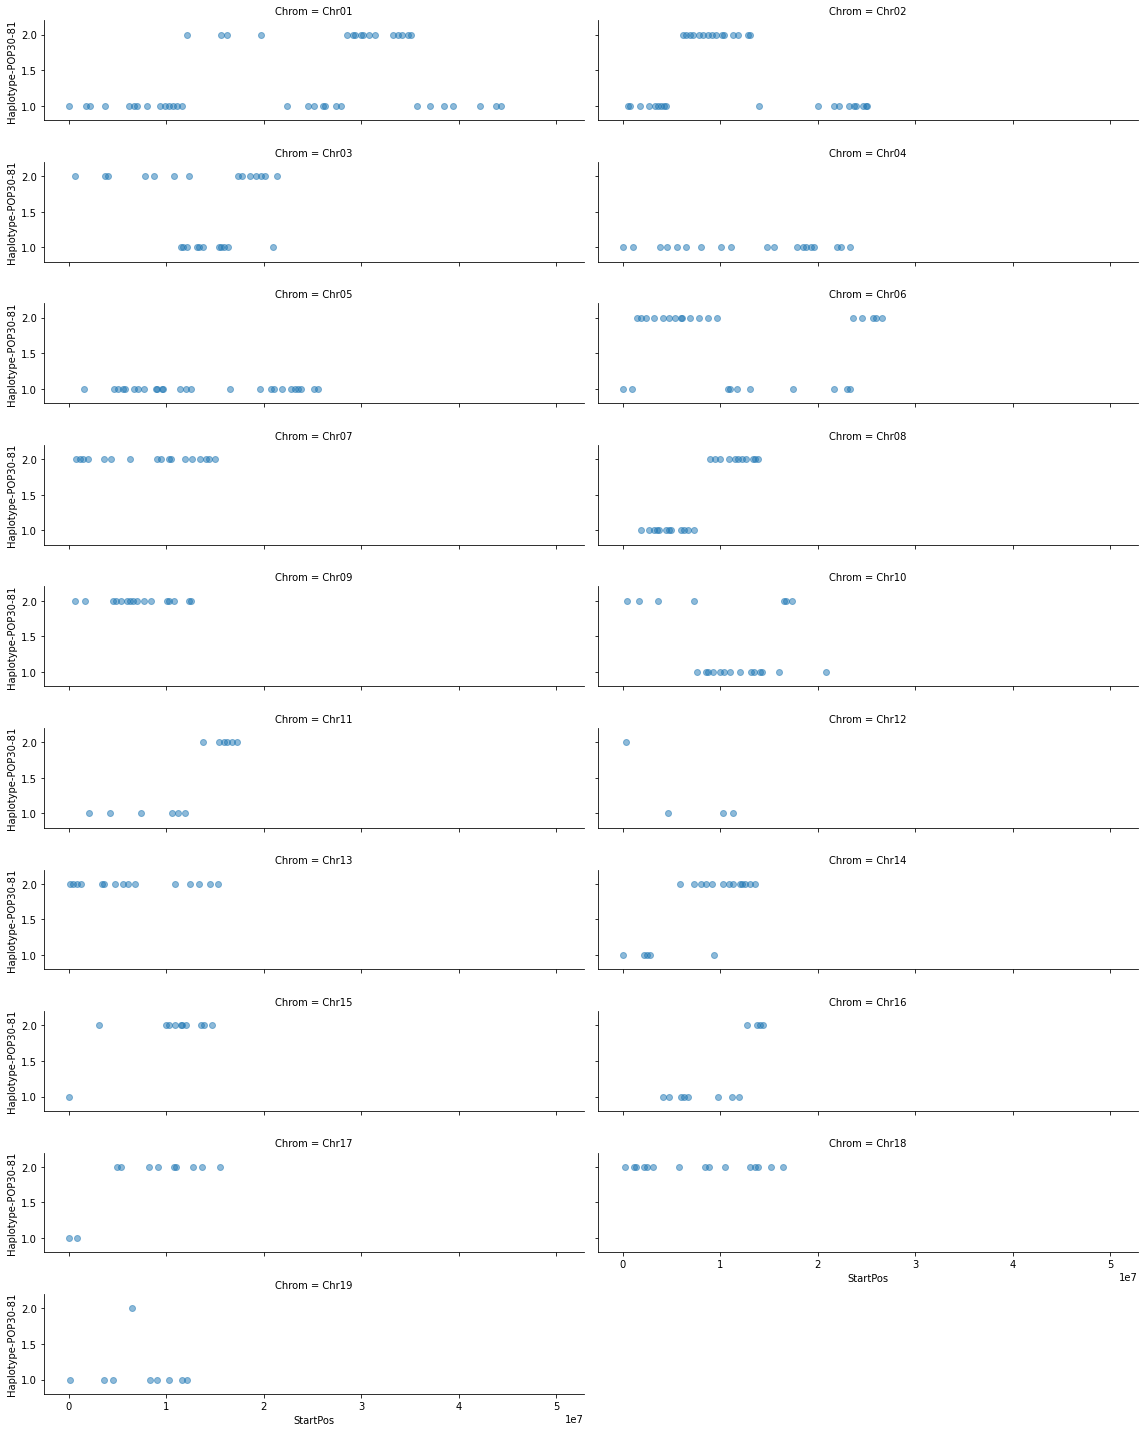 Chrom = Chr01 Chrom = Chr02
Haplotype-POP30-81
2.0
1.5
1.0
Chrom = Chr03 Chrom = Chr04
Haplotype-POP30-81
2.0
1.5
1.0
Chrom = Chr05 Chrom = Chr06
Haplotype-POP30-81
2.0
1.5
1.0
Chrom = Chr07 Chrom = Chr08
Haplotype-POP30-81
2.0
1.5
1.0
Chrom = Chr09 Chrom = Chr10
Haplotype-POP30-81
2.0
1.5
1.0
Chrom = Chr11 Chrom = Chr12
Haplotype-POP30-81
2.0
1.5
1.0
Chrom = Chr13 Chrom = Chr14
Haplotype-POP30-81
2.0
1.5
1.0
Chrom = Chr15 Chrom = Chr16
Haplotype-POP30-81
2.0
1.5
1.0
Chrom = Chr17 Chrom = Chr18
Haplotype-POP30-81
2.0
1.5
1.0
0 1 2 3 4 5
StartPos
1e7
Chrom = Chr19
Haplotype-POP30-81
2.0
1.5
1.0
0 1 2 3 4 5
StartPos
1e7